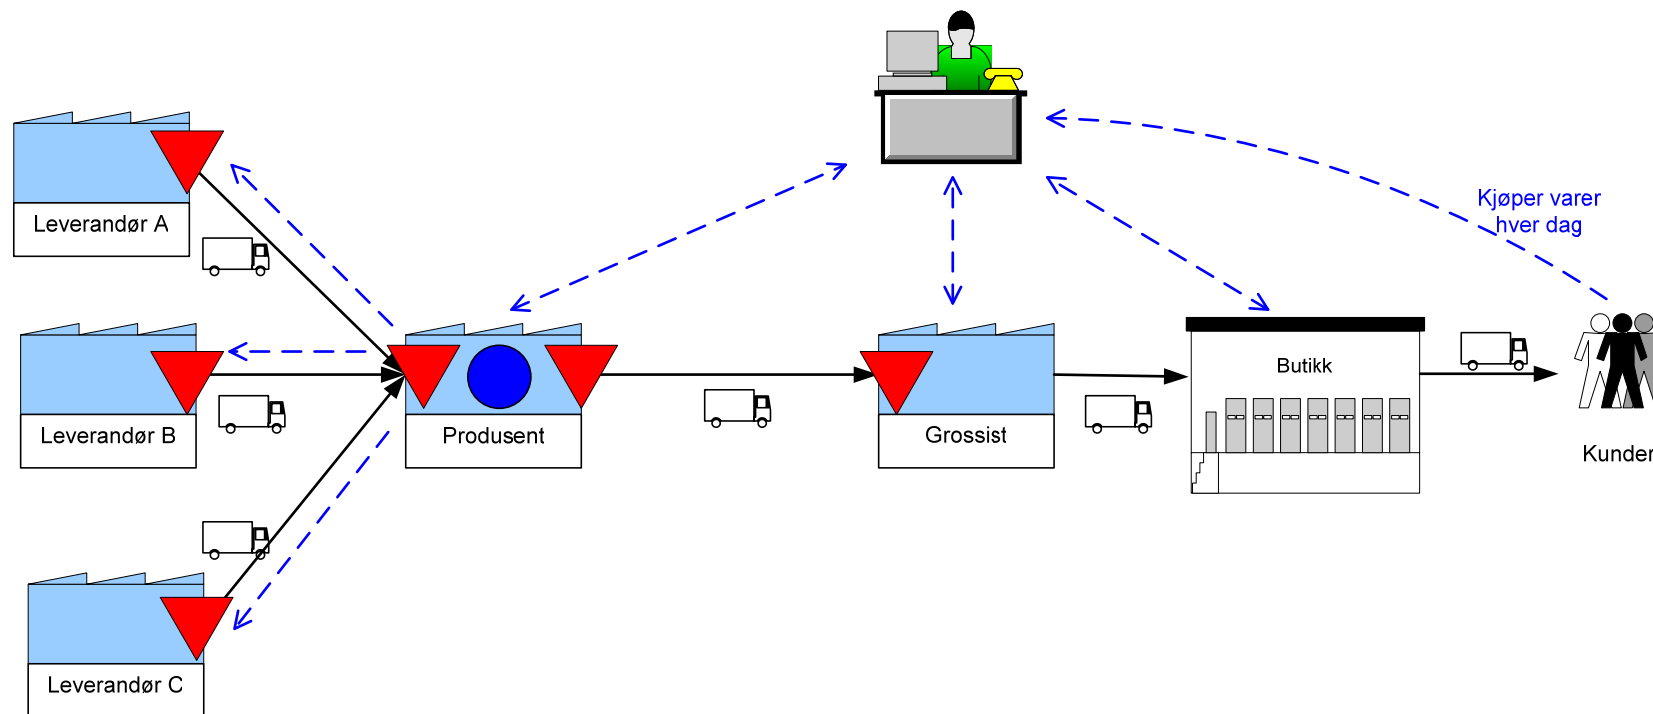 Kjøper varer
hver dag
Leverandør A
Butikk
Leverandør B
Produsent
Grossist
Kunder
Leverandør C